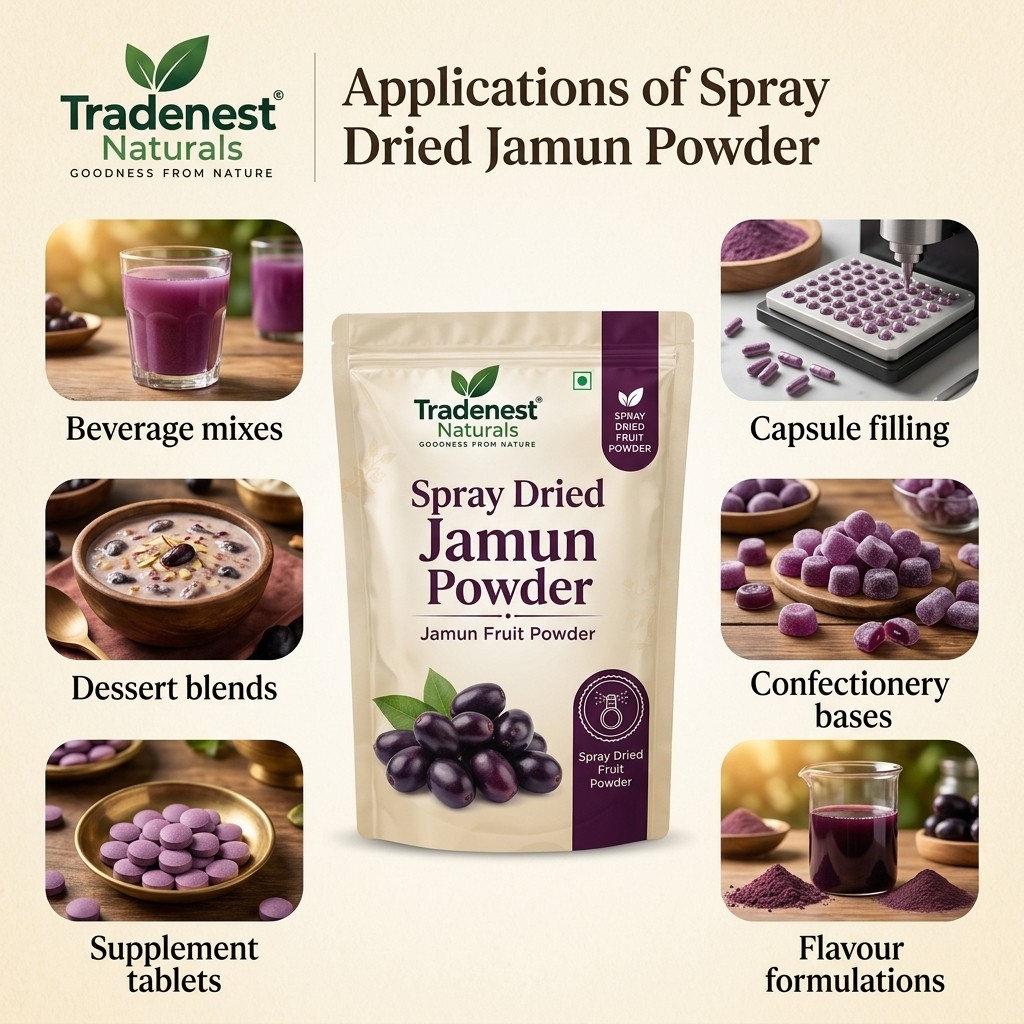 Tradenest®
Naturals
GOODNESS FROM NATURE
Applications of Spray
Dried Jamun Powder
Beverage mixes
Dessert blends
Supplement
tablets
Tradenest®
Naturals
GOODNESS FROM NATURE
SPNAY
DRIED
FRUIT
POWDER
Spray Dried
Jamun
Powder
Jamun Fruit Powder
Spray Dried
Fruit
Powder
Capsule filling
Confectionery
bases
Flavour
formulations